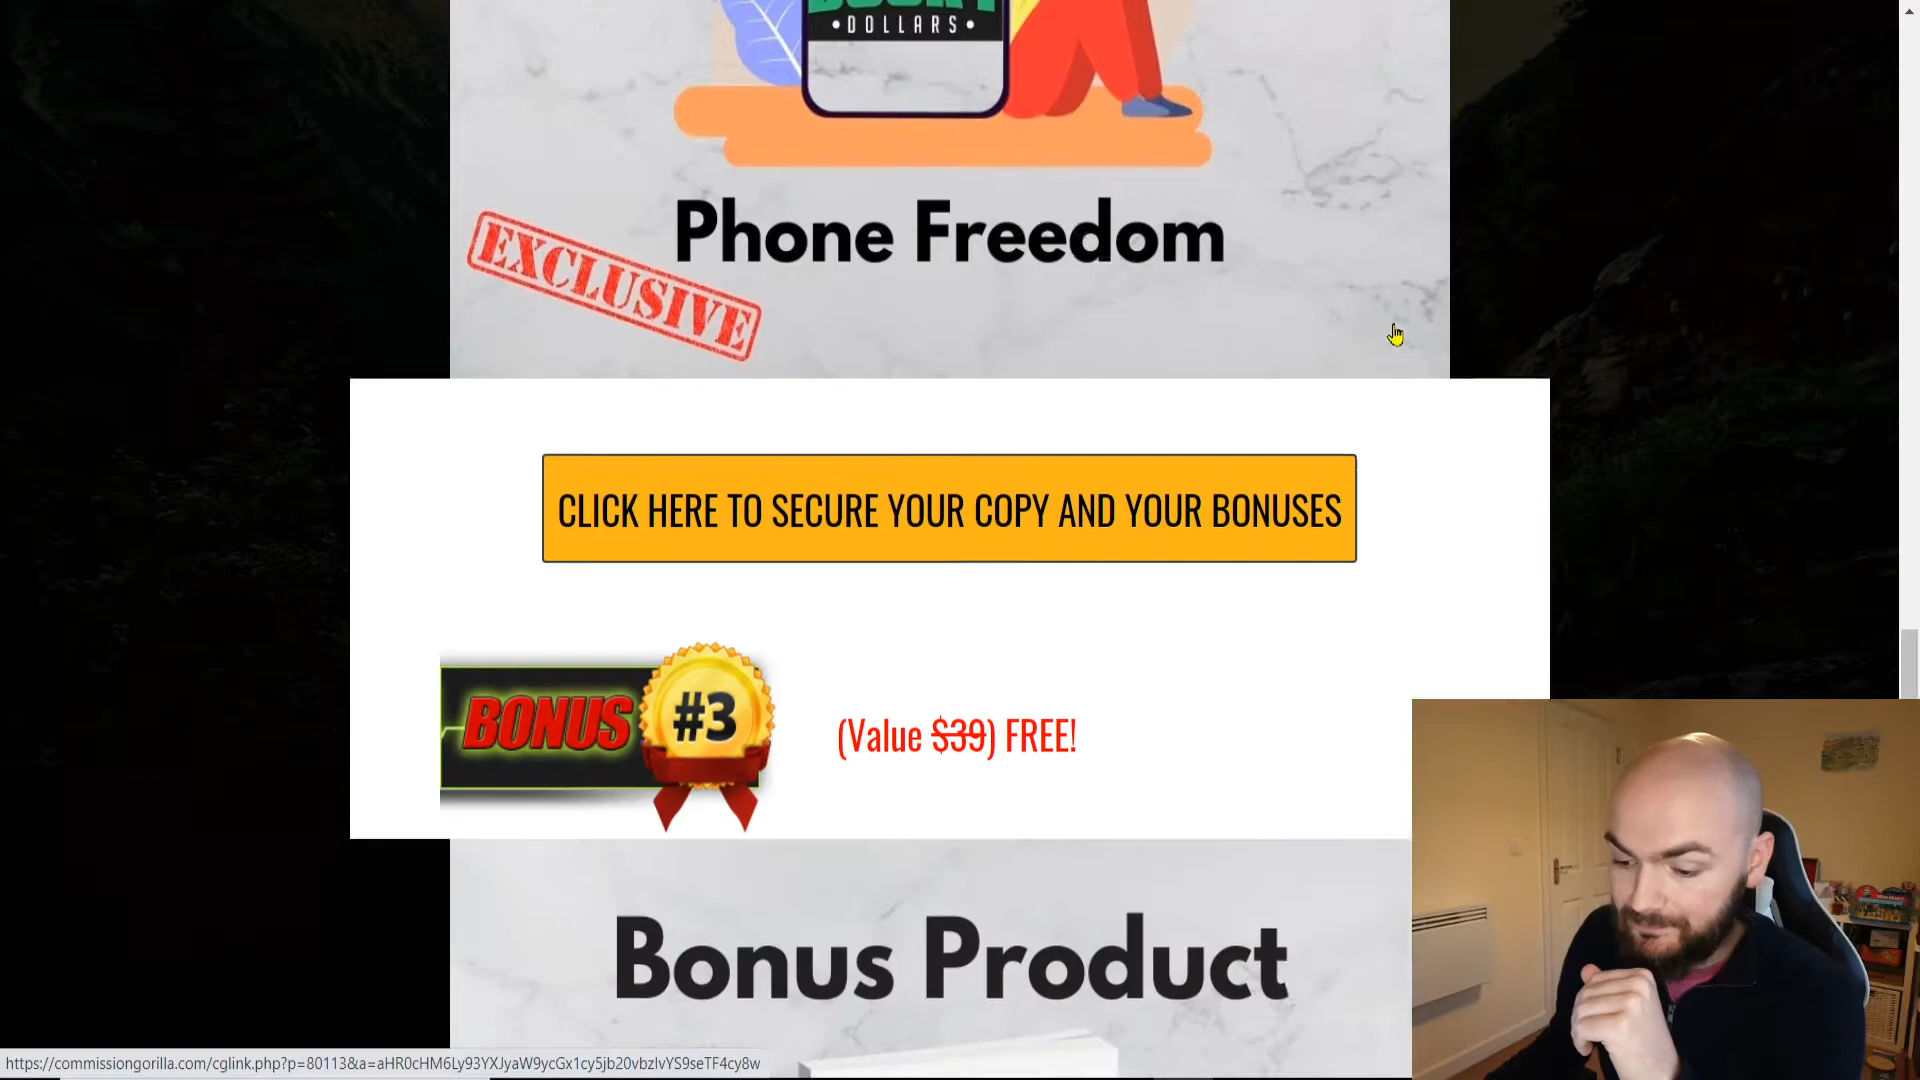 •DOLLARS•
Phone Freedom
EXCLUSIVE
CLICK HERE TO SECURE YOUR COPY AND YOUR BONUSES
BONUS #3
(Value $39) FREE!
Bonus Product
https://commissiongorilla.com/cglink.php?p=80113&a=aHR0cHM6Ly93YXJyaW9ycGx1cy5jb20vbzIvYS9seTF4cy8w